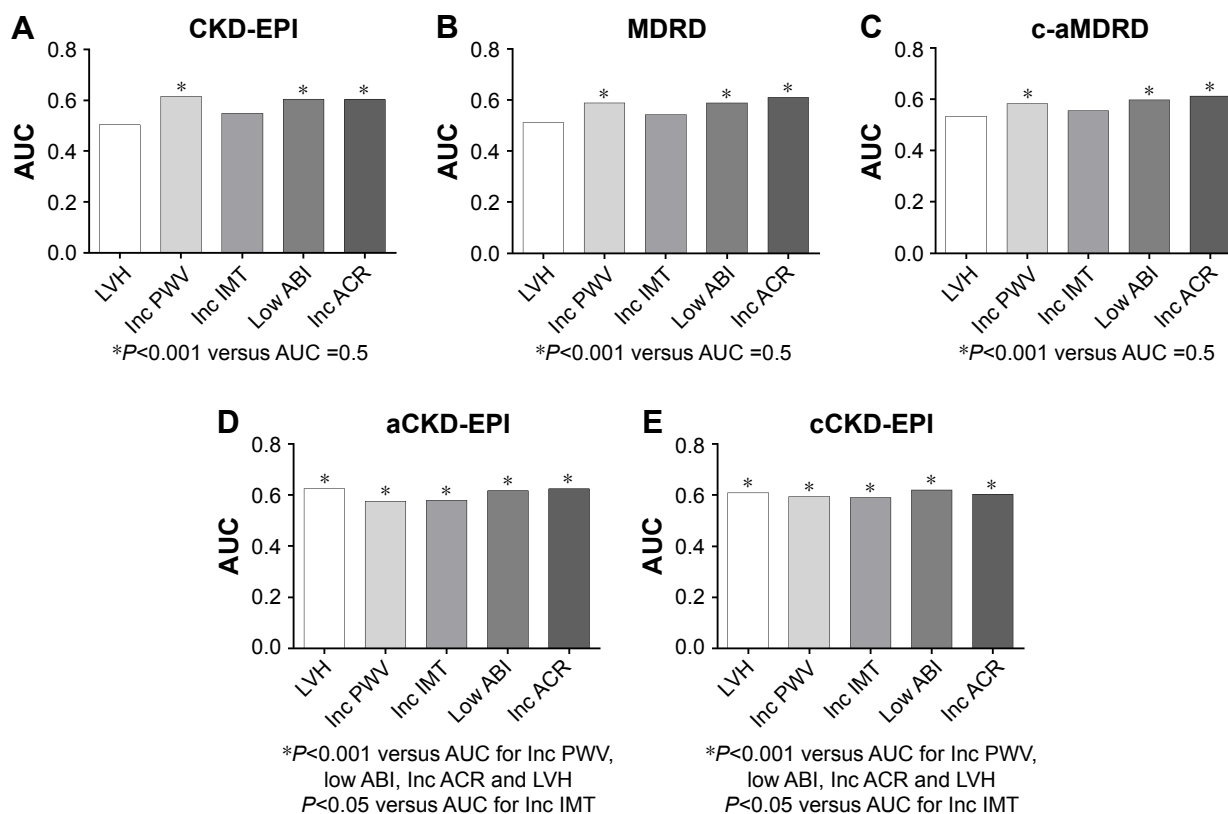 A
CKD-EPI
AUC
0.8
0.6
0.4
0.2
0.0
*
*
*
LVH
Inc PWV
Inc IMT
Low ABI
Inc ACR
*P<0.001 versus AUC =0.5
B
MDRD
AUC
0.8
0.6
0.4
0.2
0.0
*
*
*
LVH
Inc PWV
Inc IMT
Low ABI
Inc ACR
*P<0.001 versus AUC =0.5
C
c-aMDRD
AUC
0.8
0.6
0.4
0.2
0.0
*
*
*
LVH
Inc PWV
Inc IMT
Low ABI
Inc ACR
*P<0.001 versus AUC =0.5
D
aCKD-EPI
AUC
0.8
0.6
0.4
0.2
0.0
*
*
*
*
*
LVH
Inc PWV
Inc IMT
Low ABI
Inc ACR
*P<0.001 versus AUC for Inc PWV,
low ABI, Inc ACR and LVH
P<0.05 versus AUC for Inc IMT
E
cCKD-EPI
AUC
0.8
0.6
0.4
0.2
0.0
*
*
*
*
*
LVH
Inc PWV
Inc IMT
Low ABI
Inc ACR
*P<0.001 versus AUC for Inc PWV,
low ABI, Inc ACR and LVH
P<0.05 versus AUC for Inc IMT